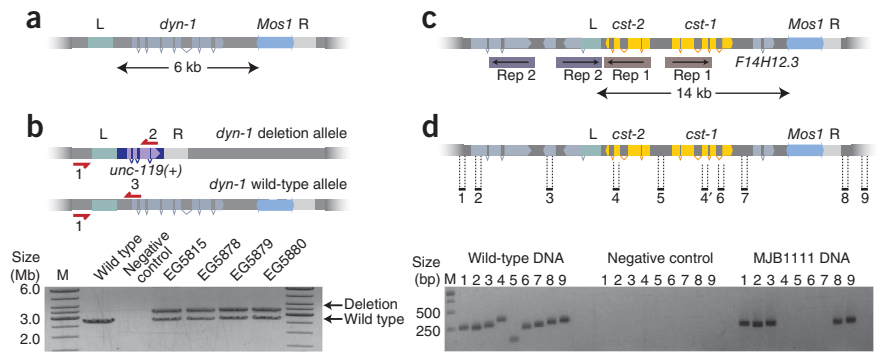 a
L dyn-1 Mos1 R
6 kb
b
L 2 R dyn-1 deletion allele
1 unc-119(+)
3 dyn-1 wild-type allele
1
Size
(Mb) M Wild type Negative control EG5815 EG5878 EG5879 EG5880
6.0
3.0
2.0
Deletion
Wild type
c
L cst-2 cst-1 Mos1 R
F14H12.3
Rep 2 Rep 2 Rep 1 Rep 1
14 kb
d
L cst-2 cst-1 Mos1 R
1 2 3 4 5 4′ 6 7 8 9
Wild-type DNA Negative control MJB1111 DNA
Size
(bp) M 1 2 3 4 5 6 7 8 9 1 2 3 4 5 6 7 8 9 1 2 3 4 5 6 7 8 9
500
250